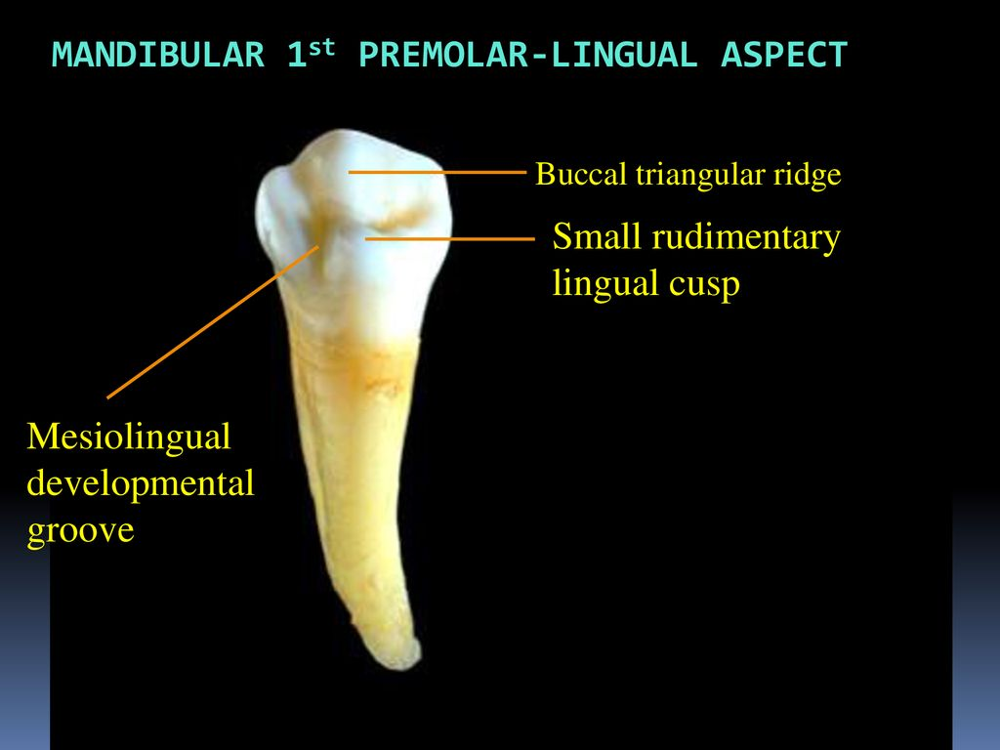 MANDIBULAR 1st PREMOLAR-LINGUAL ASPECT
Buccal triangular ridge
Small rudimentary
lingual cusp
Mesiolingual
developmental
groove